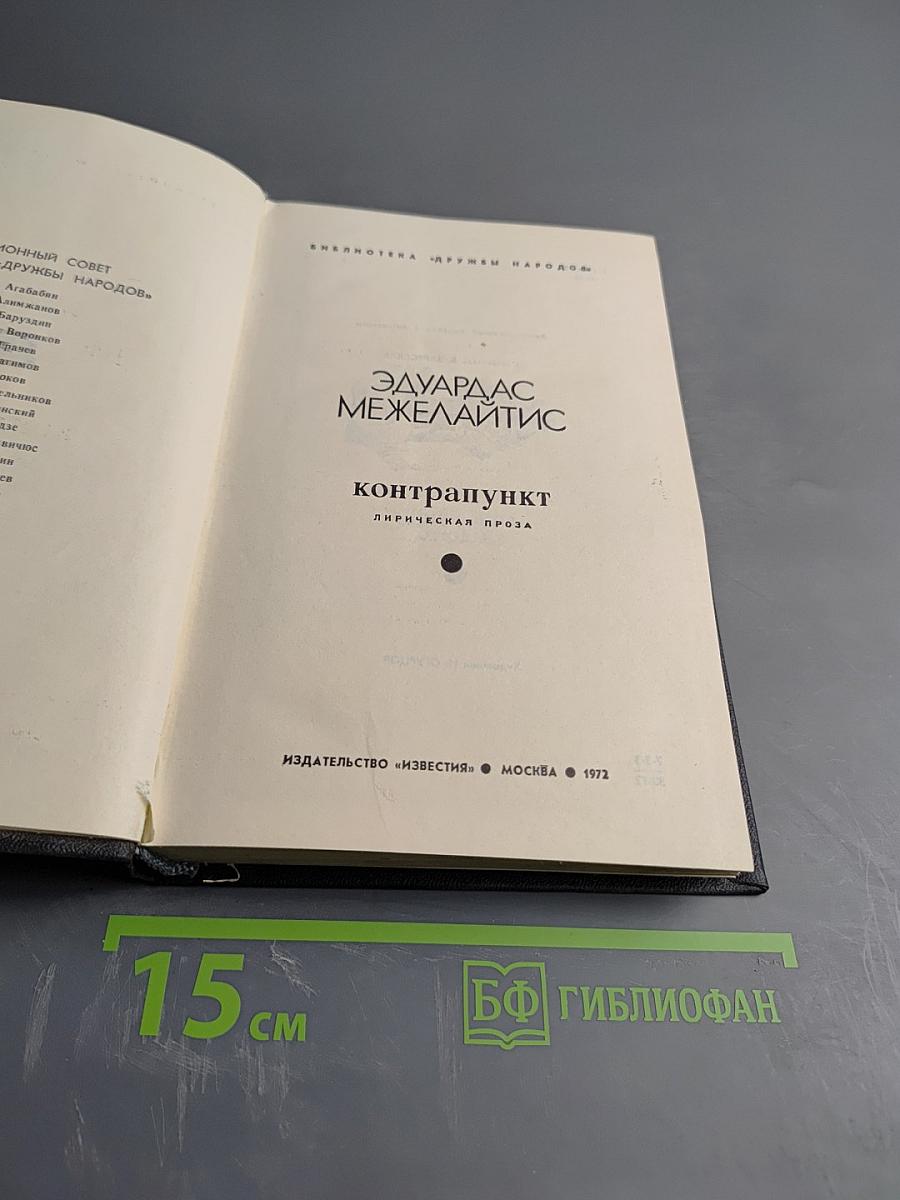 СОВЕТ
«ДРУЖБЫ НАРОДОВ»
Агабабян
Алимжанов
Баруздин
Воронков
Грачев
БИБЛИОТЕКА «ДРУЖБЫ НАРОДОВ»
ЭДУАРДАС
МЕЖЕЛАЙТИС
контрапункт
ЛИРИЧЕСКАЯ ПРОЗА
ИЗДАТЕЛЬСТВО «ИЗВЕСТИЯ» ● МОСКВА ● 1972
15 см
БФ ГИБЛИОФАН